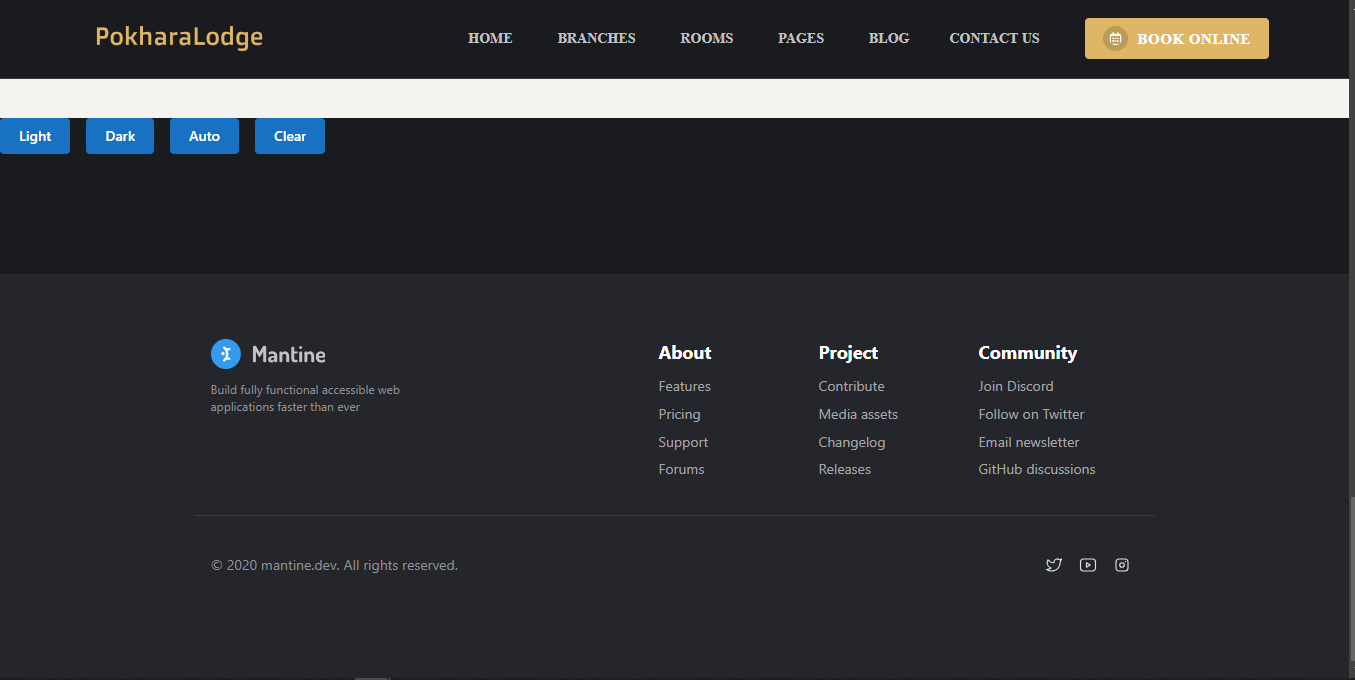 PokharaLodge HOME BRANCHES ROOMS PAGES BLOG CONTACT US BOOK ONLINE
Light Dark Auto Clear
Mantine
Build fully functional accessible web
applications faster than ever
About
Features
Pricing
Support
Forums
Project
Contribute
Media assets
Changelog
Releases
Community
Join Discord
Follow on Twitter
Email newsletter
GitHub discussions
© 2020 mantine.dev. All rights reserved.